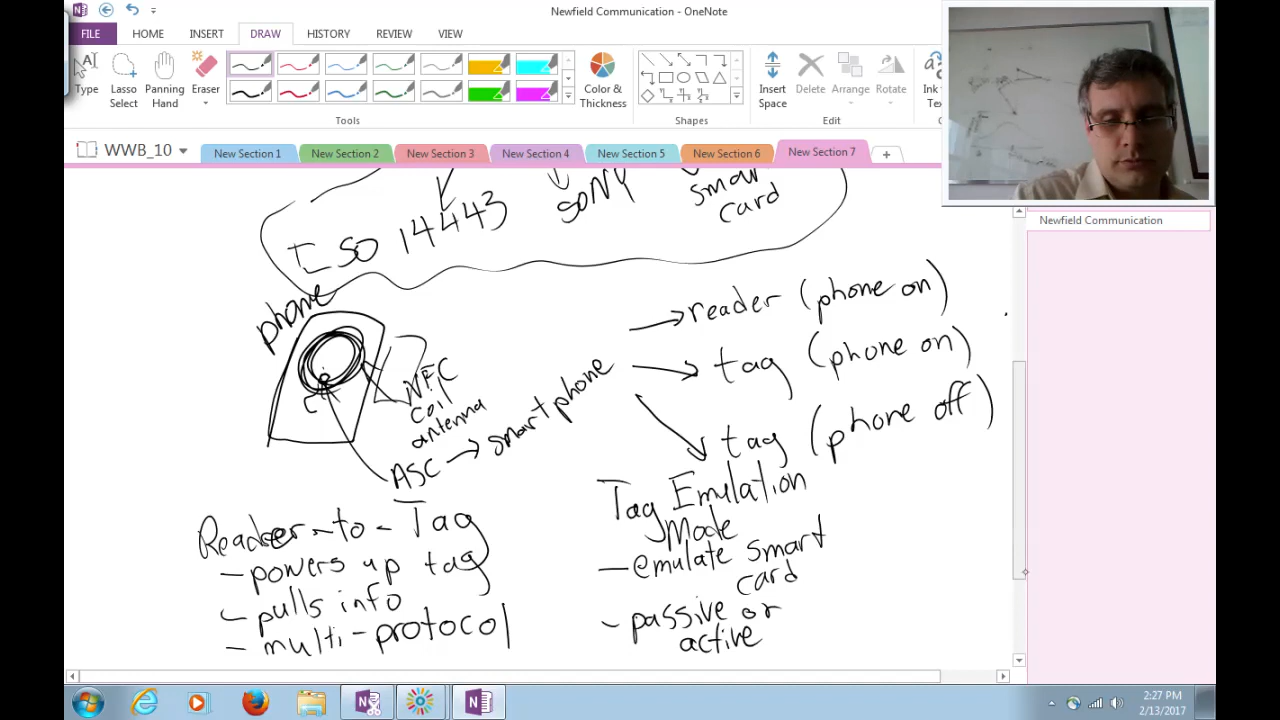 Newfield Communication - OneNote
FILE HOME INSERT DRAW HISTORY REVIEW VIEW
Type
Lasso Select
Panning Hand
Eraser
Color & Thickness
Insert Space
Delete
Arrange
Rotate
Ink to Text
Tools
Shapes
Edit
WWB_10
New Section 1
New Section 2
New Section 3
New Section 4
New Section 5
New Section 6
New Section 7
Newfield Communication
ISO 14443
SONY
smart
card
phone
NFC
coil
antenna
ASC → smartphone
→ reader (phone on)
→ tag (phone on)
tag (phone off)
Reader-to-Tag
- powers up tag
- pulls info
- multi-protocol
Tag Emulation
Mode
- emulate smart
card
- passive or
active
2:27 PM
2/13/2017